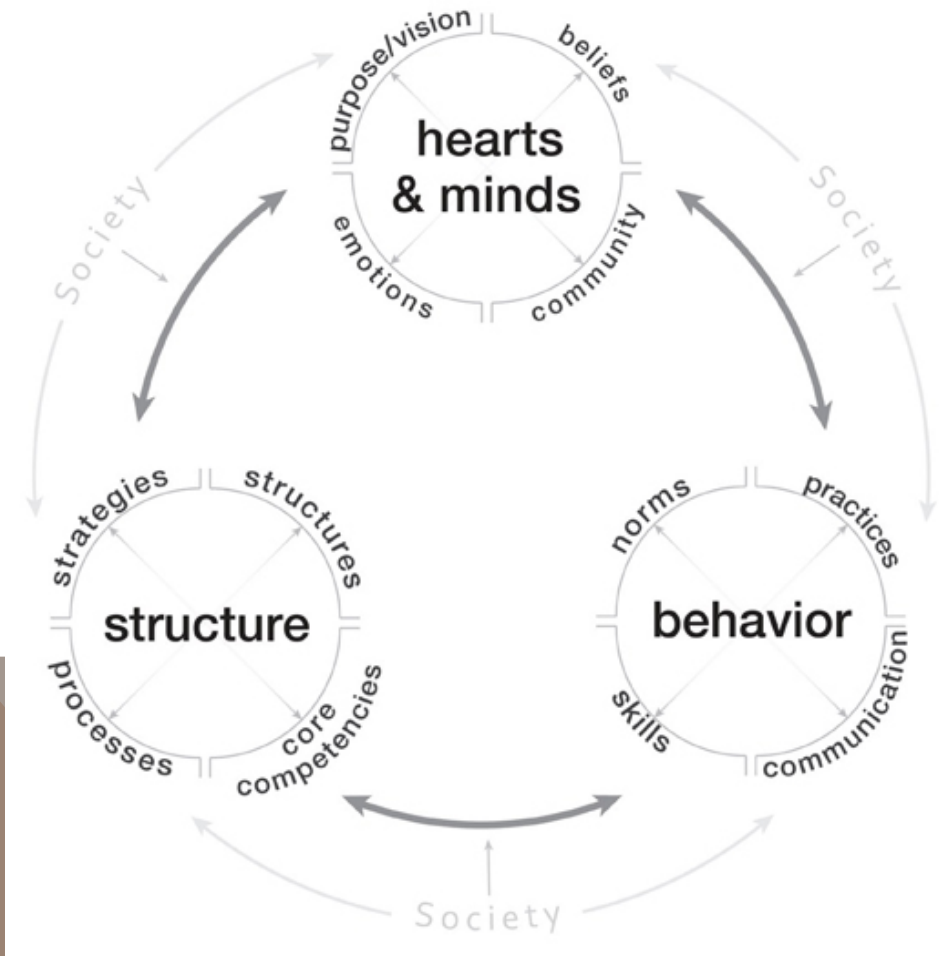 purpose/vision
beliefs
hearts
& minds
emotions
community
Society
Society
strategies
structures
structure
processes
core
competencies
norms
practices
behavior
skills
communication
Society